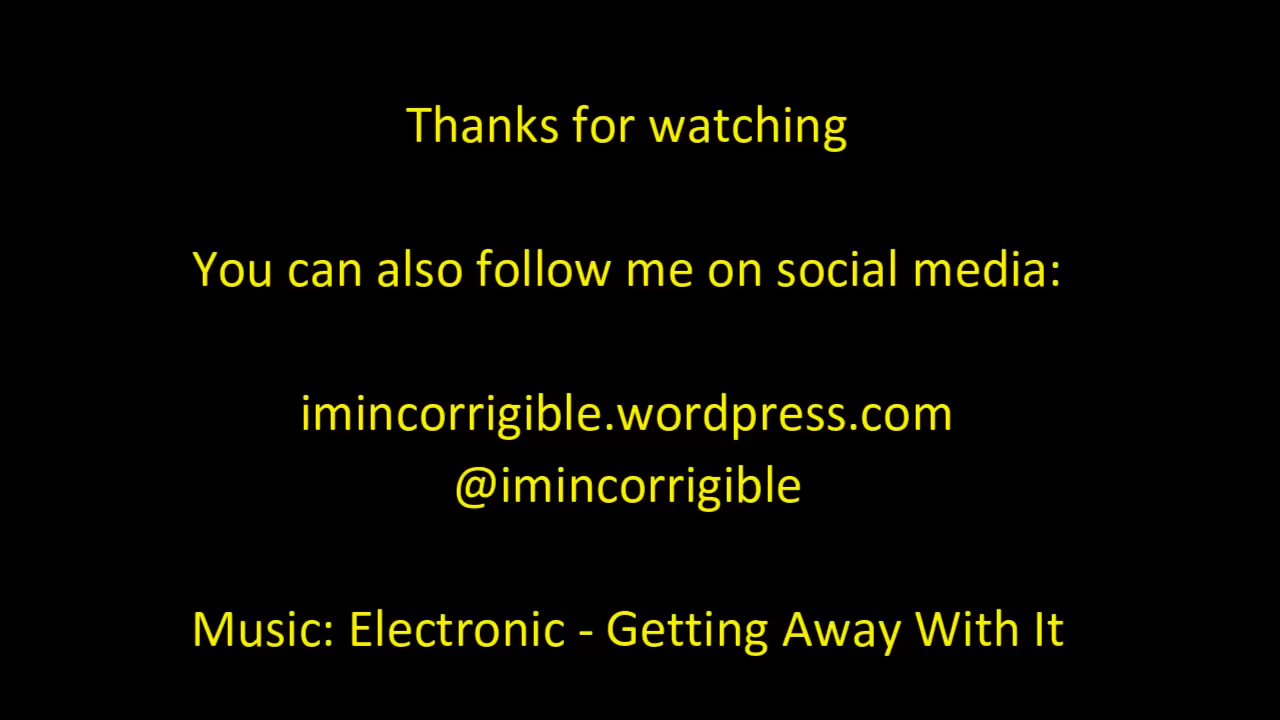 Thanks for watching
You can also follow me on social media:
imincorrigible.wordpress.com
@imincorrigible
Music: Electronic - Getting Away With It